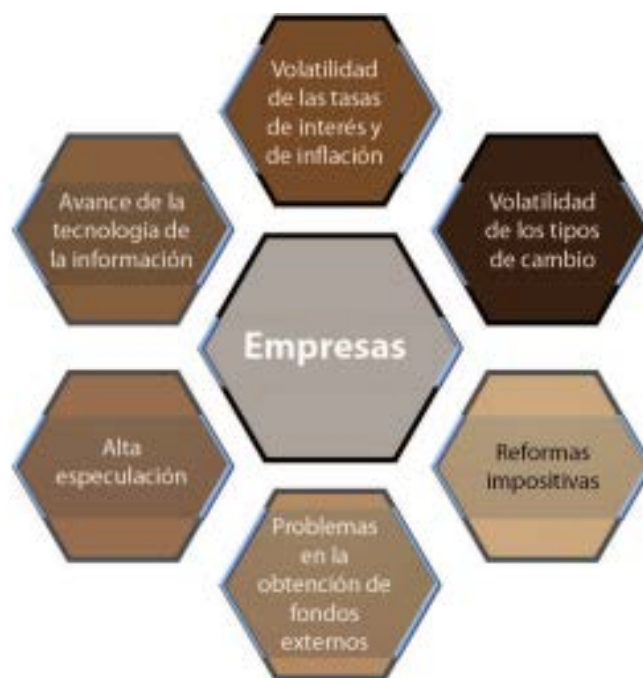 Volatilidad
de las tasas
de interés y
de inflación
Avance de la
tecnología de
la información
Volatilidad
de los tipos
de cambio
Empresas
Alta
especulación
Reformas
impositivas
Problemas
en la
obtención de
fondos
externos